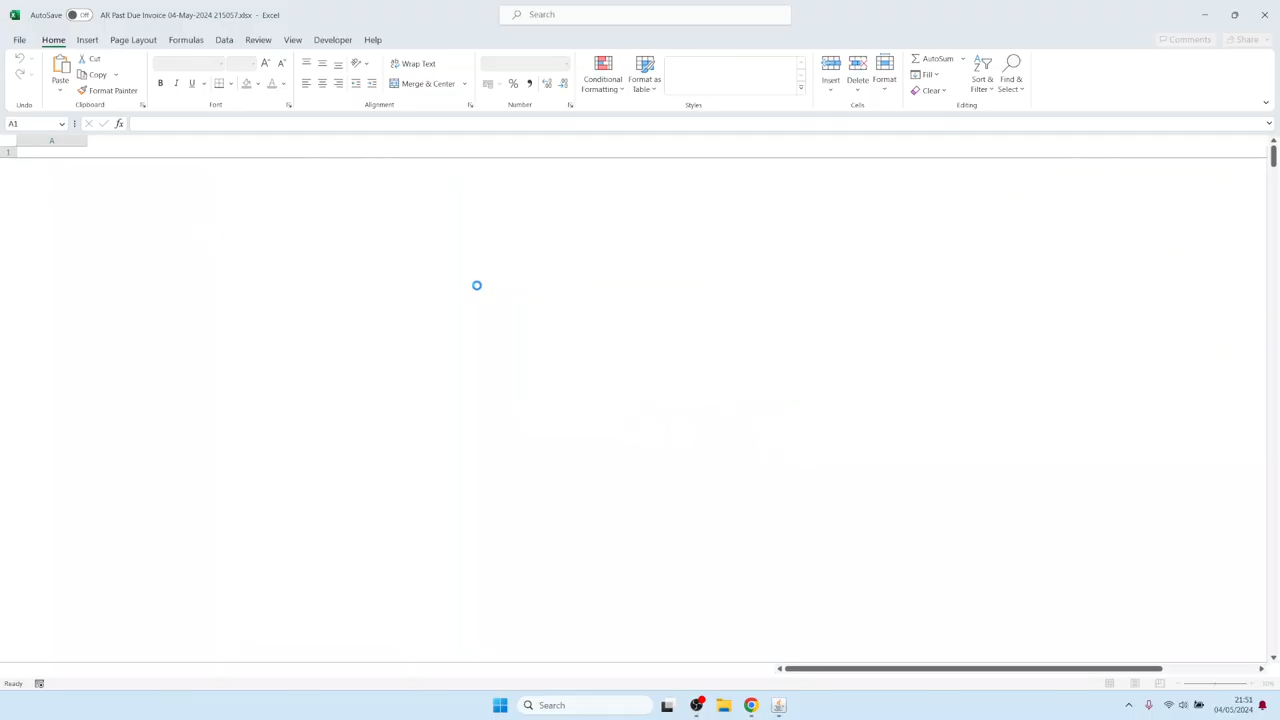 AutoSave Off AR Past Due Invoice 04-May-2024 215057.xlsx - Excel Search
File Home Insert Page Layout Formulas Data Review View Developer Help Comments Share
Cut
Copy
Format Painter
Paste
Wrap Text
Merge & Center
Conditional
Formatting
Format as
Table
Insert Delete Format
AutoSum
Fill
Clear
Sort &
Filter
Find &
Select
Undo Clipboard Font Alignment Number Styles Cells Editing
A1
A
1
Ready
Search
21:51
04/05/2024